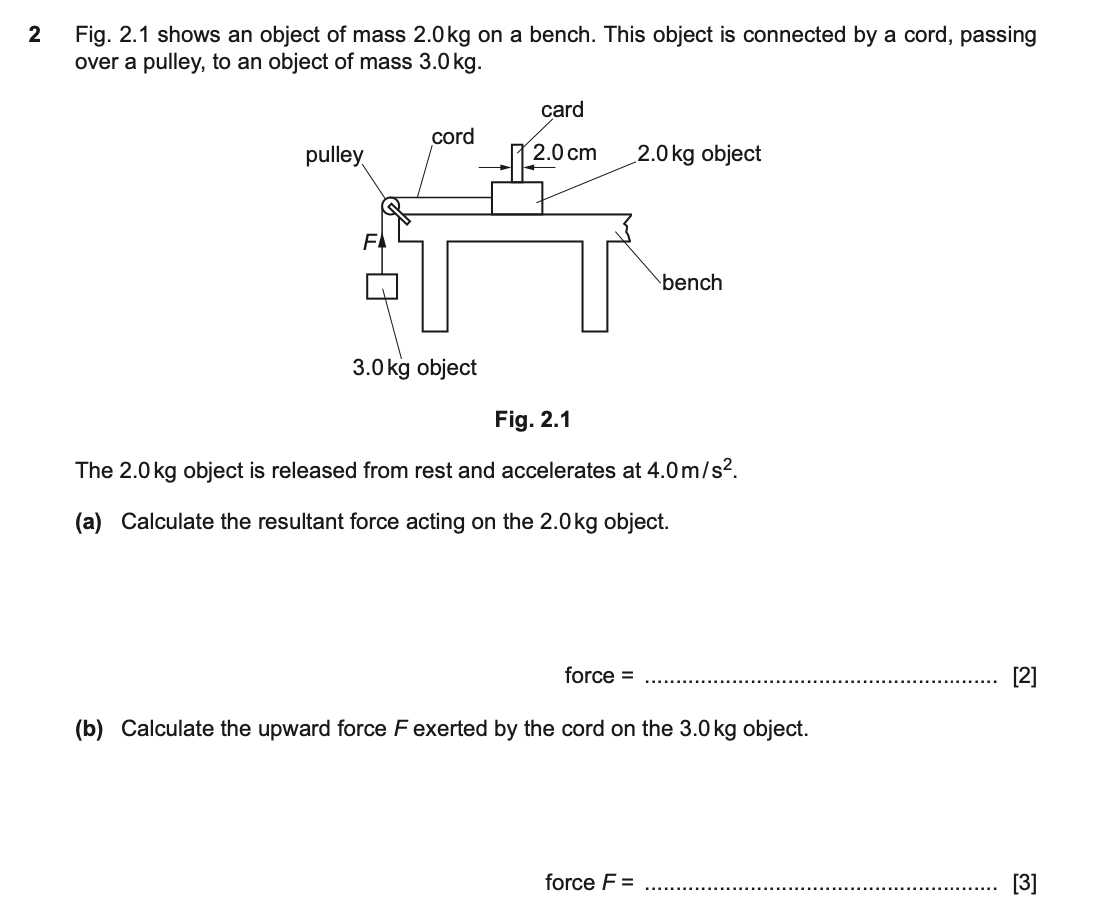 2 Fig. 2.1 shows an object of mass 2.0 kg on a bench. This object is connected by a cord, passing
over a pulley, to an object of mass 3.0 kg.
card
cord
pulley
2.0 cm
2.0 kg object
F
bench
3.0 kg object
Fig. 2.1
The 2.0 kg object is released from rest and accelerates at 4.0 m/s².
(a) Calculate the resultant force acting on the 2.0 kg object.
force = ......................................................... [2]
(b) Calculate the upward force F exerted by the cord on the 3.0 kg object.
force F = ......................................................... [3]